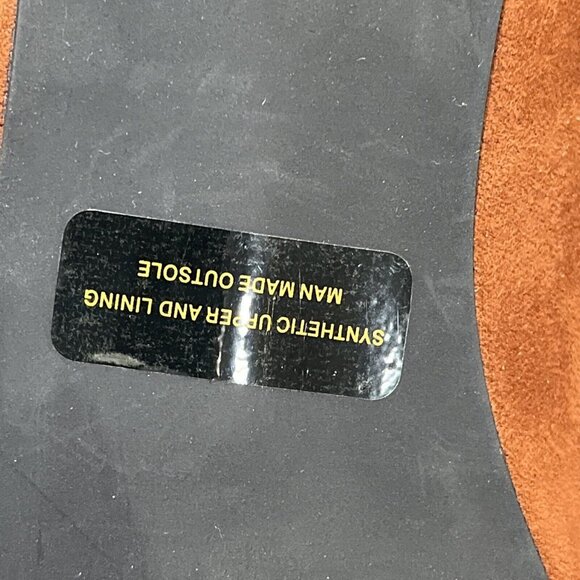 SYNTHETIC UPPER AND LINING
MAN MADE OUTSOLE